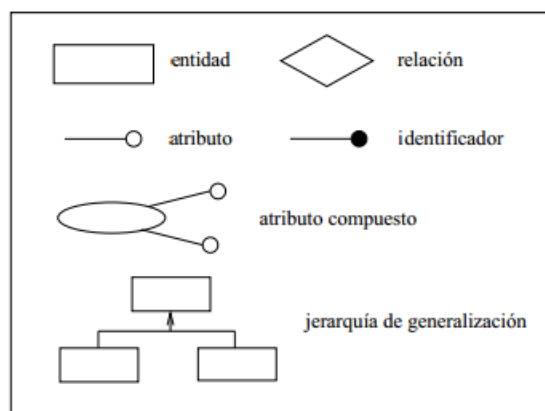 entidad
relación
atributo
identificador
atributo compuesto
jerarquía de generalización